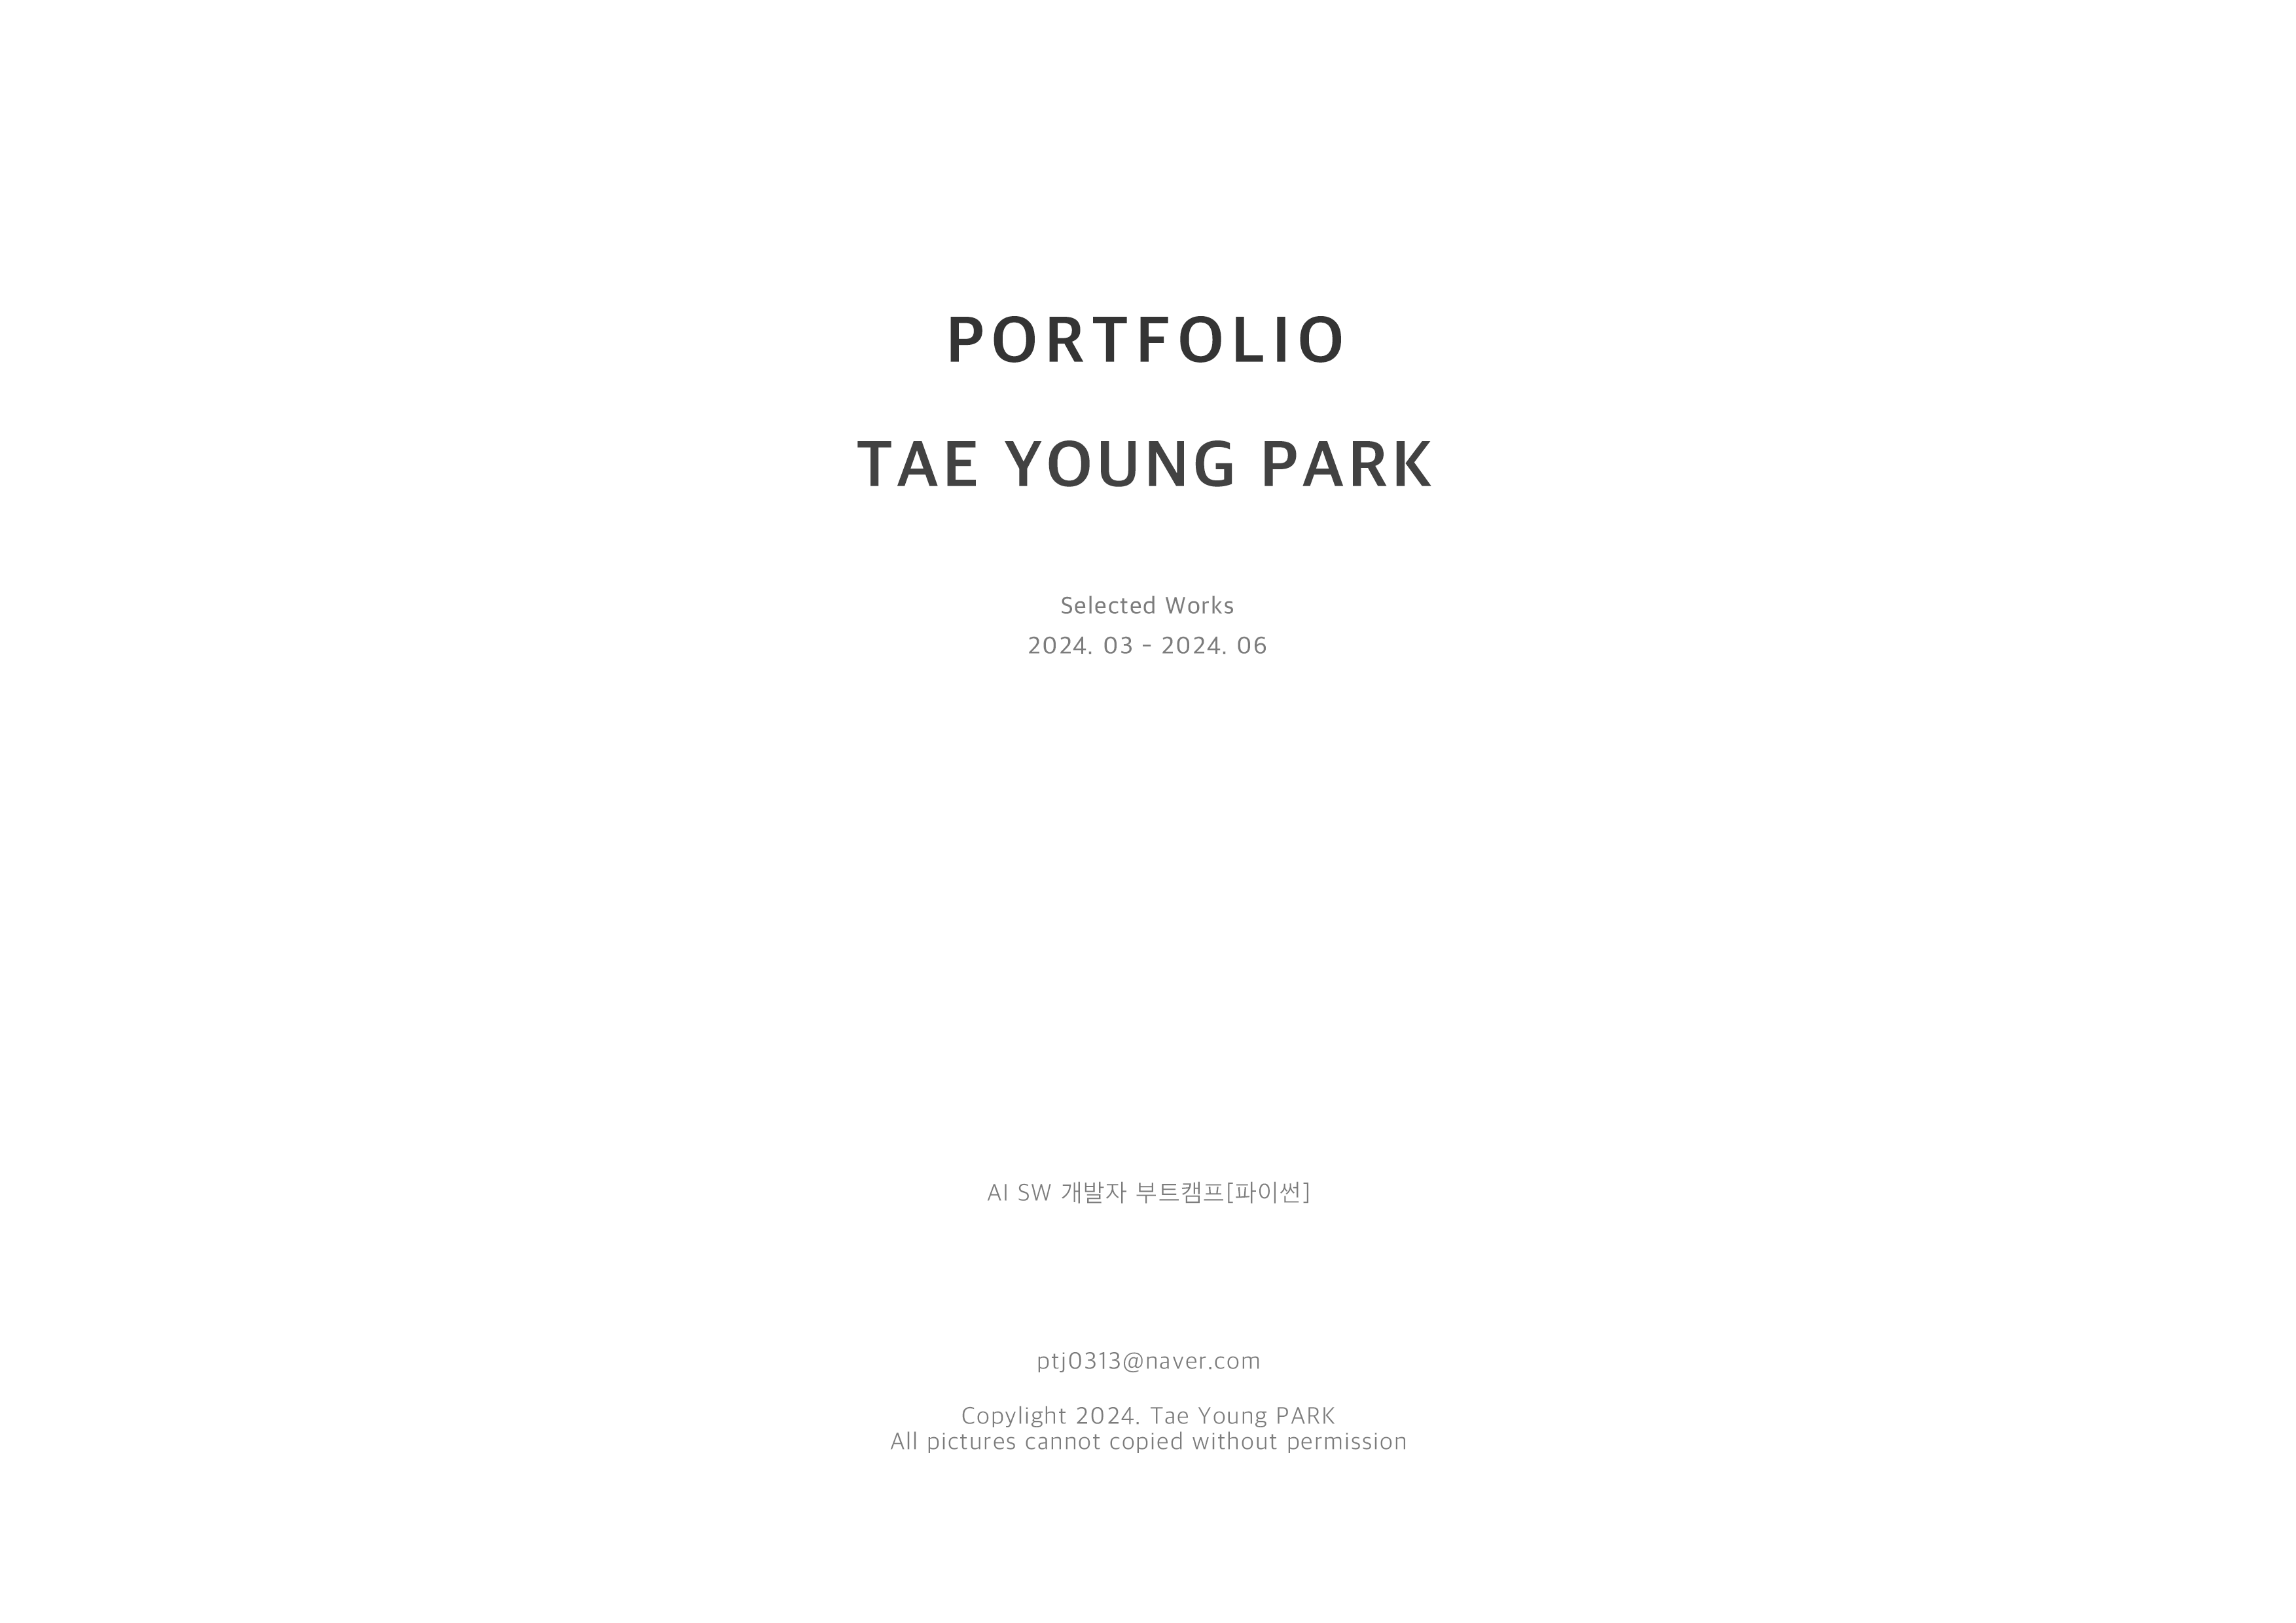 PORTFOLIO
TAE YOUNG PARK
Selected Works
2024. 03 - 2024. 06
AI SW 개발자 부트캠프[파이썬]
ptj0313@naver.com
Copylight 2024. Tae Young PARK
All pictures cannot copied without permission